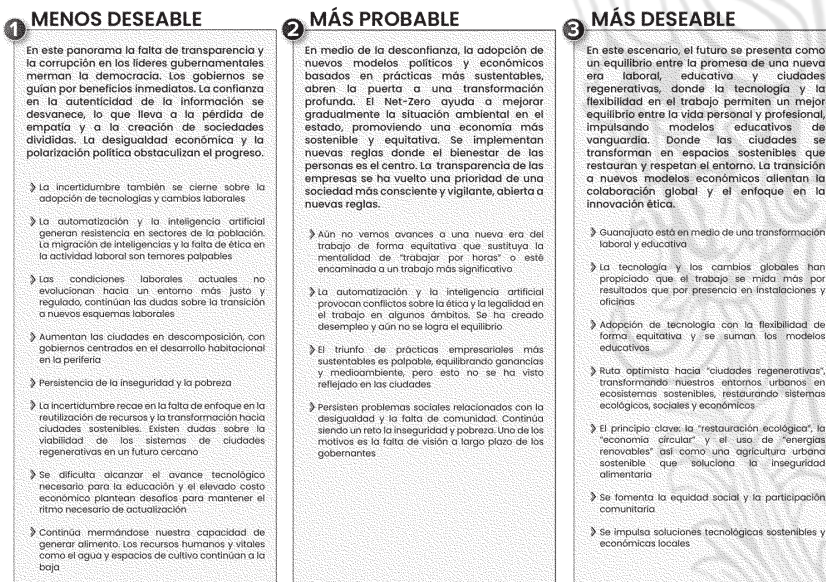 1 MENOS DESEABLE
En este panorama la falta de transparencia y
la corrupción en los líderes gubernamentales
merman la democracia. Los gobiernos se
guían por beneficios inmediatos. La confianza
en la autenticidad de la información se
desvanece, lo que lleva a la pérdida de
empatía y a la creación de sociedades
divididas. La desigualdad económica y la
polarización política obstaculizan el progreso.
La incertidumbre también se cierne sobre la
adopción de tecnologías y cambios laborales
La automatización y la inteligencia artificial
generan resistencia en sectores de la población.
La migración de inteligencias y la falta de ética en
la actividad laboral son temores palpables
Las condiciones laborales actuales no
evolucionan hacia un entorno más justo y
regulado, continúan las dudas sobre la transición
a nuevos esquemas laborales
Aumentan las ciudades en descomposición, con
gobiernos centrados en el desarrollo habitacional
en la periferia
Persistencia de la inseguridad y la pobreza
La incertidumbre recae en la falta de enfoque en la
reutilización de recursos y la transformación hacia
ciudades sostenibles. Existen dudas sobre la
viabilidad de los sistemas de ciudades
regenerativas en un futuro cercano
Se dificulta alcanzar el avance tecnológico
necesario para la educación y el elevado costo
económico plantean desafíos para mantener el
ritmo necesario de actualización
Continúa mermándose nuestra capacidad de
generar alimento. Los recursos humanos y vitales
como el agua y espacios de cultivo continúan a la
baja
2 MÁS PROBABLE
En medio de la desconfianza, la adopción de
nuevos modelos políticos y económicos
basados en prácticas más sustentables,
abren la puerta a una transformación
profunda. El Net-Zero ayuda a mejorar
gradualmente la situación ambiental en el
estado, promoviendo una economía más
sostenible y equitativa. Se implementan
nuevas reglas donde el bienestar de las
personas es el centro. La transparencia de las
empresas se ha vuelto una prioridad de una
sociedad más consciente y vigilante, abierta a
nuevas reglas.
Aún no vemos avances a una nueva era del
trabajo de forma equitativa que sustituya la
mentalidad de "trabajar por horas" o esté
encaminada a un trabajo más significativo
La automatización y la inteligencia artificial
provocan conflictos sobre la ética y la legalidad en
el trabajo en algunos ámbitos. Se ha creado
desempleo y aún no se logra el equilibrio
El triunfo de prácticas empresariales más
sustentables es palpable, equilibrando ganancias
y medioambiente, pero esto no se ha visto
reflejado en las ciudades
Persisten problemas sociales relacionados con la
desigualdad y la falta de comunidad. Continúa
siendo un reto la inseguridad y pobreza. Uno de los
motivos es la falta de visión a largo plazo de los
gobernantes
3 MÁS DESEABLE
En este escenario, el futuro se presenta como
un equilibrio entre la promesa de una nueva
era laboral, educativa y ciudades
regenerativas, donde la tecnología y la
flexibilidad en el trabajo permiten un mejor
equilibrio entre la vida personal y profesional,
impulsando modelos educativos de
vanguardia. Donde las ciudades se
transforman en espacios sostenibles que
restauran y respetan el entorno. La transición
a nuevos modelos económicos alientan la
colaboración global y el enfoque en la
innovación ética.
Guanajuato está en medio de una transformación
laboral y educativa
La tecnología y los cambios globales han
propiciado que el trabajo se mida más por
resultados que por presencia en instalaciones y
oficinas
Adopción de tecnología con la flexibilidad de
forma equitativa y se suman los modelos
educativos
Ruta optimista hacia "ciudades regenerativas",
transformando nuestros entornos urbanos en
ecosistemas sostenibles, restaurando sistemas
ecológicos, sociales y económicos
El principio clave: la "restauración ecológica", la
"economía circular" y el uso de "energías
renovables" así como una agricultura urbana
sostenible que soluciona la inseguridad
alimentaria
Se fomenta la equidad social y la participación
comunitaria
Se impulsa soluciones tecnológicas sostenibles y
económicas locales